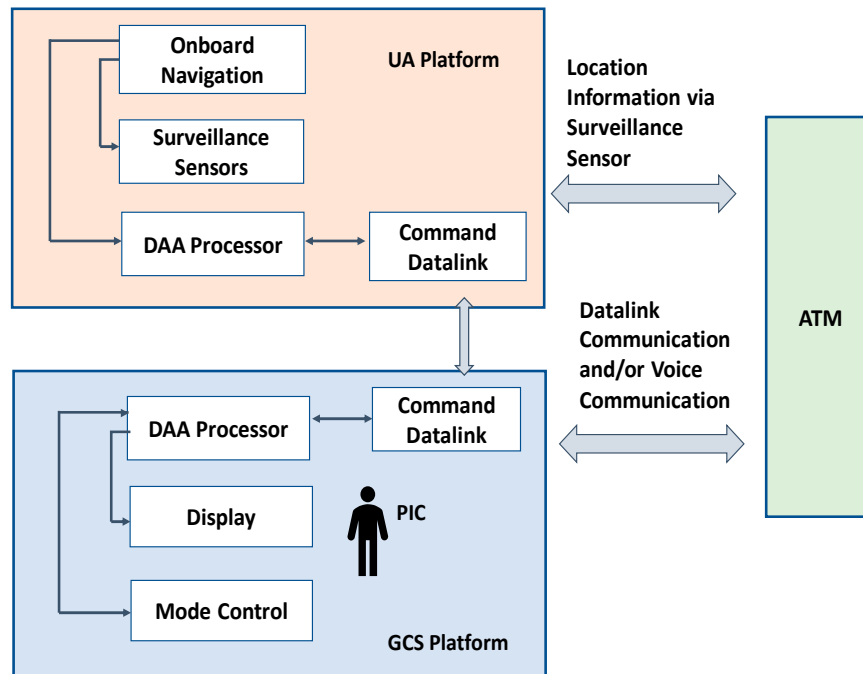 Onboard
Navigation
UA Platform
Surveillance
Sensors
DAA Processor
Command
Datalink
Location
Information via
Surveillance
Sensor
ATM
Datalink
Communication
and/or Voice
Communication
DAA Processor
Command
Datalink
Display
PIC
Mode Control
GCS Platform